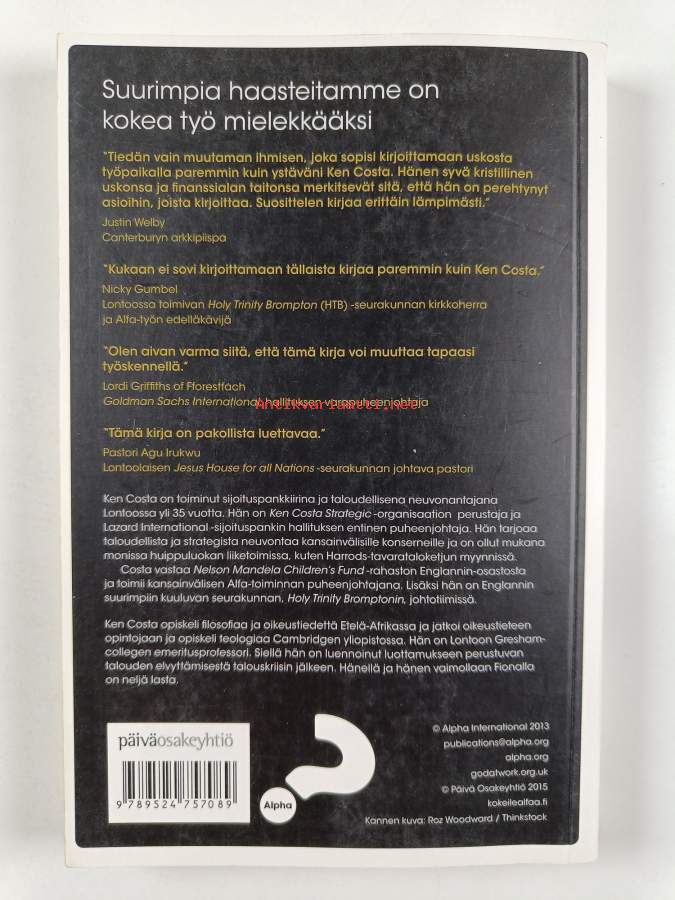 Suurimpia haasteitamme on
kokea työ mielekkääksi
"Tiedän vain muutaman ihmisen, joka sopisi kirjoittamaan uskosta
työpaikalla paremmin kuin ystäväni Ken Costa. Hänen syvä kristillinen
uskonsa ja finanssialan taitonsa merkitsevät sitä, että hän on perehtynyt
asioihin, joista kirjoittaa. Suosittelen kirjaa erittäin lämpimästi."
Justin Welby
Canterburyn arkkipiispa
"Kukaan ei sovi kirjoittamaan tällaista kirjaa paremmin kuin Ken Costa."
Nicky Gumbel
Lontoossa toimivan Holy Trinity Brompton (HTB) -seurakunnan kirkkoherra
ja Alfa-työn edelläkävijä
"Olen aivan varma siitä, että tämä kirja voi muuttaa tapaasi
työskennellä."
Lordi Griffiths of Fforestfach
Goldman Sachs International hallituksen varapuheenjohtaja
Antikvariaatti.net
"Tämä kirja on pakollista luettavaa."
Pastori Agu Irukwu
Lontoolaisen Jesus House for all Nations -seurakunnan johtava pastori
Ken Costa on toiminut sijoituspankkiirina ja taloudellisena neuvonantajana
Lontoossa yli 35 vuotta. Hän on Ken Costa Strategic -organisaation perustaja ja
Lazard International -sijoituspankin hallituksen entinen puheenjohtaja. Hän tarjoaa
taloudellista ja strategista neuvontaa kansainvälisille konserneille ja on ollut mukana
monissa huippuluokan liiketoimissa, kuten Harrods-tavarataloketjun myynnissä.
Costa vastaa Nelson Mandela Children's Fund -rahaston Englannin-osastosta
ja toimii kansainvälisen Alfa-toiminnan puheenjohtajana. Lisäksi hän on Englannin
suurimpiin kuuluvan seurakunnan, Holy Trinity Bromptonin, johtotiimissä.
Ken Costa opiskeli filosofiaa ja oikeustiedettä Etelä-Afrikassa ja jatkoi oikeustieteen
opintojaan ja opiskeli teologiaa Cambridgen yliopistossa. Hän on Lontoon Gresham-
collegen emeritusprofessori. Siellä hän on luennoinut luottamukseen perustuvan
talouden elvyttämisestä talouskriisin jälkeen. Hänellä ja hänen vaimollaan Fionalla
on neljä lasta.
päiväosakeyhtiö
9 789524 757089
Alpha
© Alpha International 2013
publications@alpha.org
alpha.org
godatwork.org.uk
© Päivä Osakeyhtiö 2015
kokeilealfaa.fi
Kannen kuva: Roz Woodward / Thinkstock